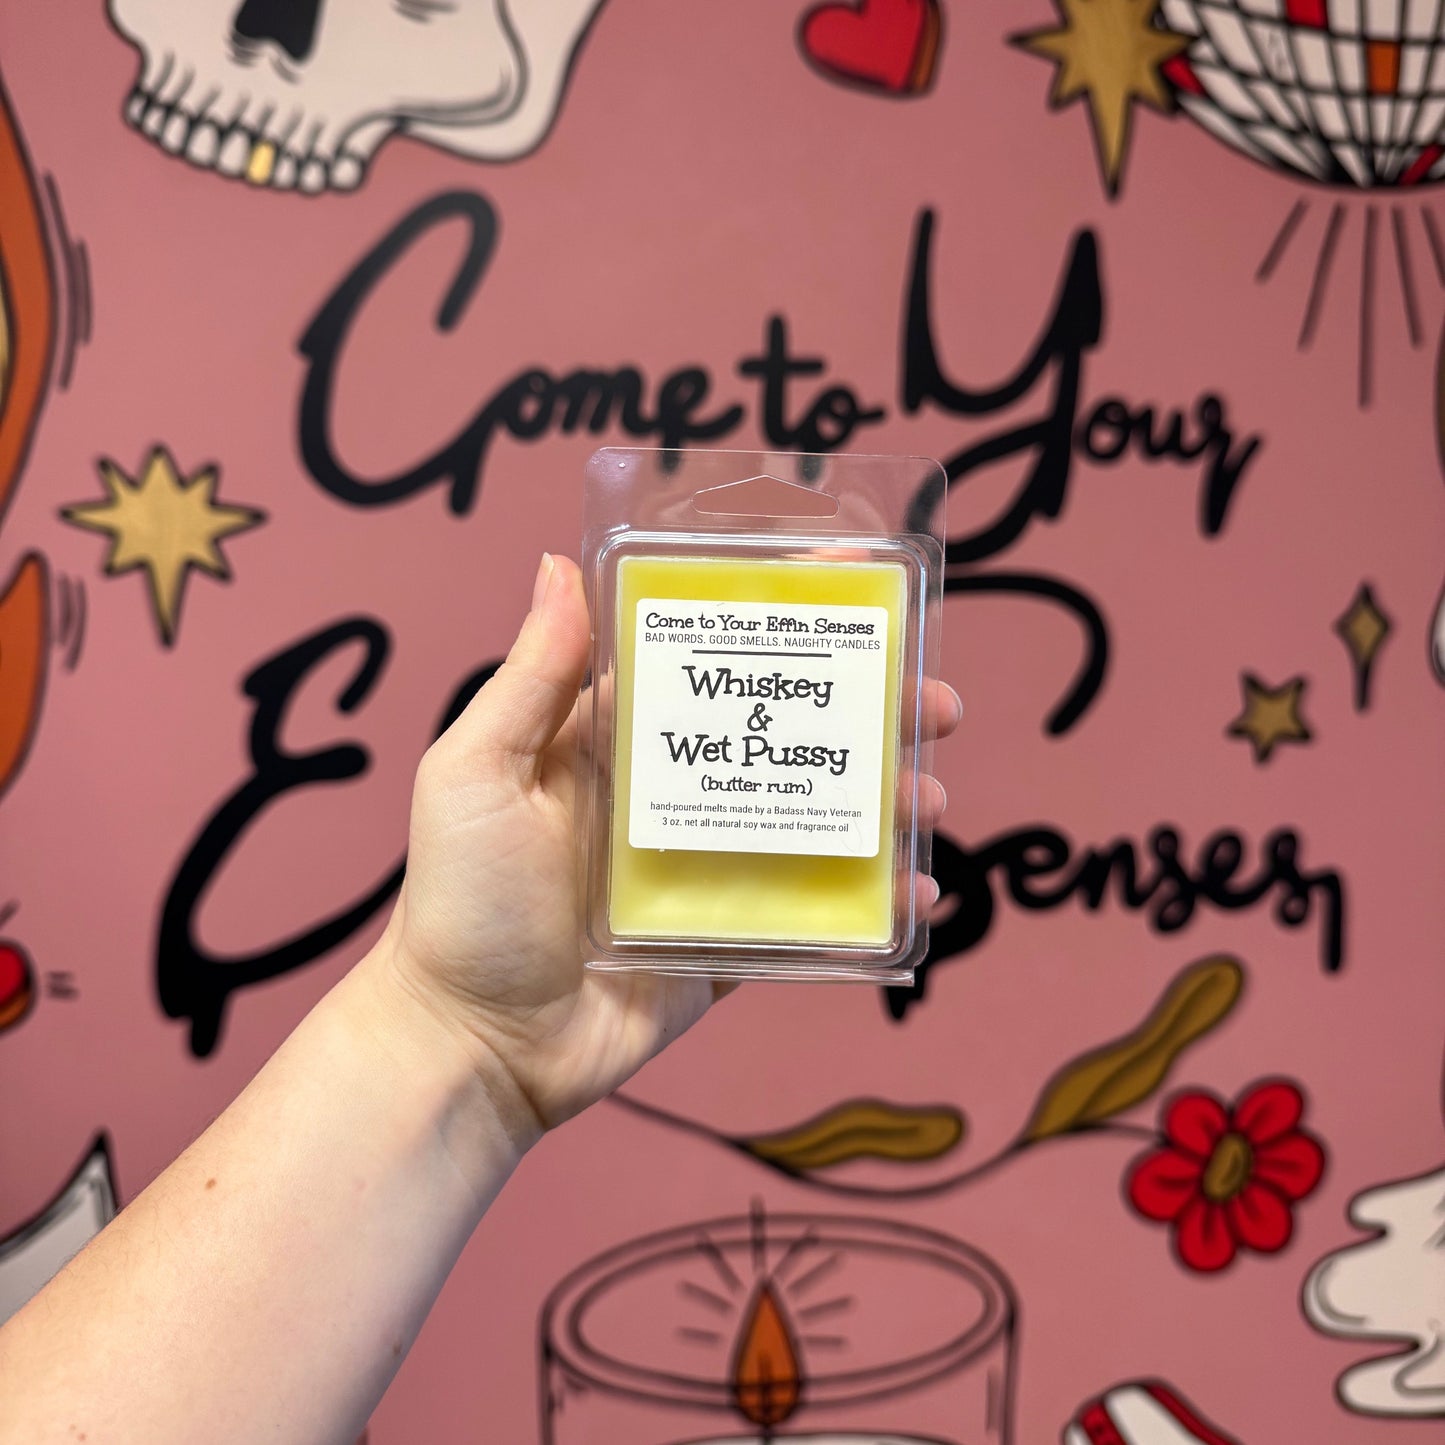 Come to Your
Effin Senses
Come to Your Effin Senses
BAD WORDS. GOOD SMELLS. NAUGHTY CANDLES
Whiskey
&
Wet Pussy
(butter rum)
hand-poured melts made by a Badass Navy Veteran
3 oz. net all natural soy wax and fragrance oil